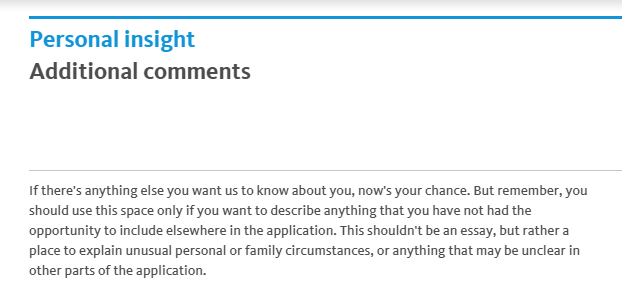 Personal insight
Additional comments
If there's anything else you want us to know about you, now's your chance. But remember, you
should use this space only if you want to describe anything that you have not had the
opportunity to include elsewhere in the application. This shouldn't be an essay, but rather a
place to explain unusual personal or family circumstances, or anything that may be unclear in
other parts of the application.